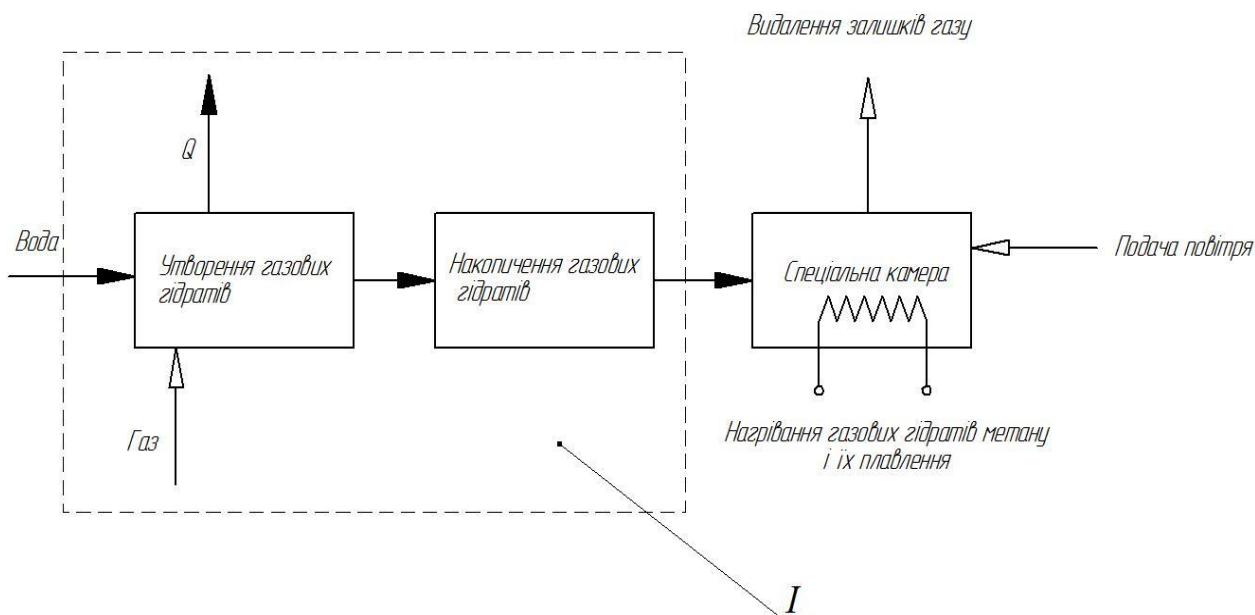 Видалення залишків газу
Q
Вода
Утворення газових
гідратів
Накопичення газових
гідратів
Спеціальна камера
Подача повітря
Газ
Нагрівання газових гідратів метану
і їх плавлення
I